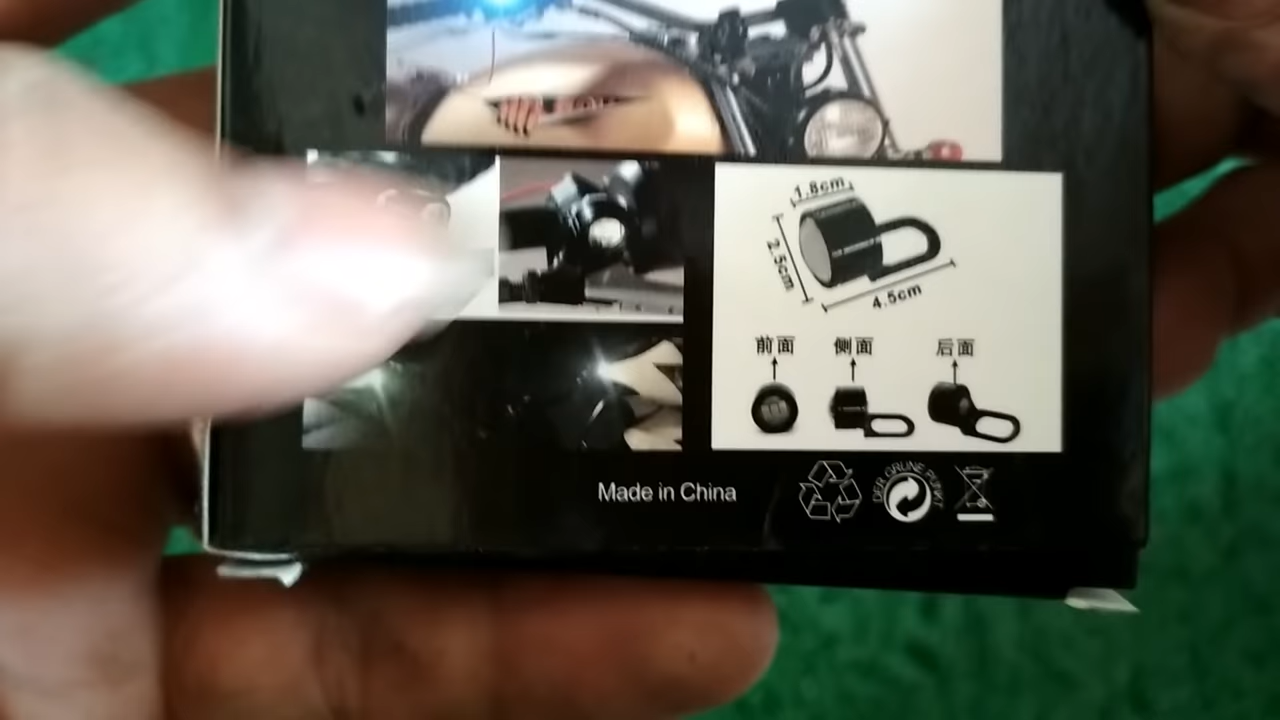 1.8cm
2.5cm
4.5cm
前面 侧面 后面
Made in China
DER GRÜNE PUNKT